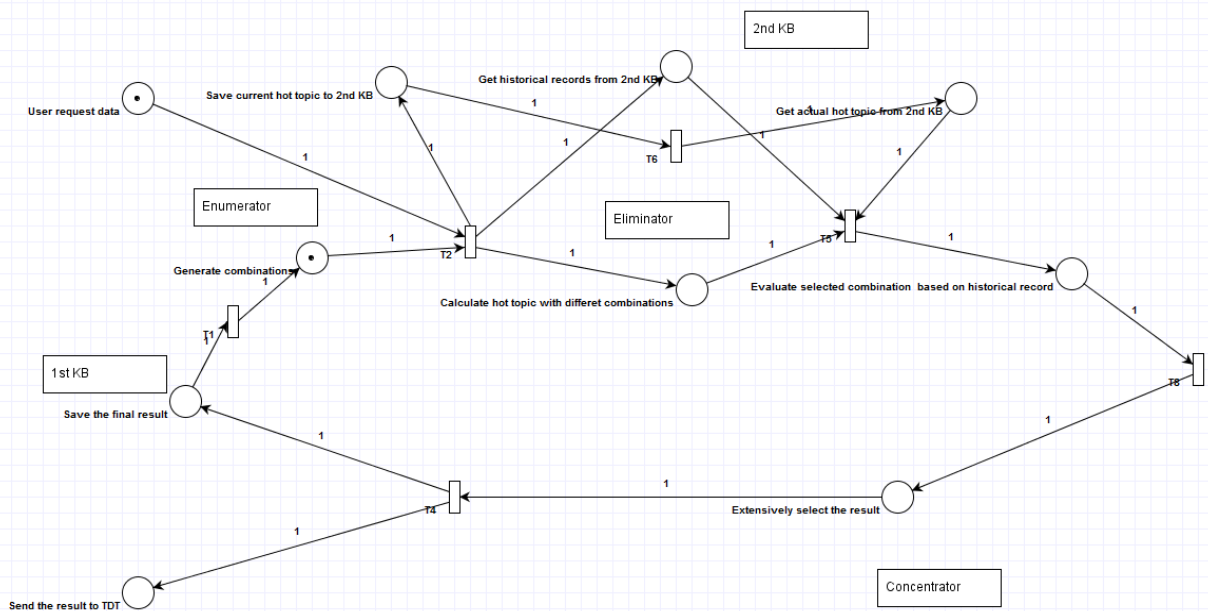 2nd KB
Get historical records from 2nd KB
Save current hot topic to 2nd KB
User request data
1
1
Get actual hot topic from 2nd KB
1
1
1
1
1
T6
1
Enumerator
Eliminator
1
T2
1
1
T5
1
Generate combinations
1
Calculate hot topic with differet combinations
Evaluate selected combination based on historical record
1
T1
1
1st KB
T8
Save the final result
1
1
1
T4
Extensively select the result
1
Concentrator
Send the result to TDT